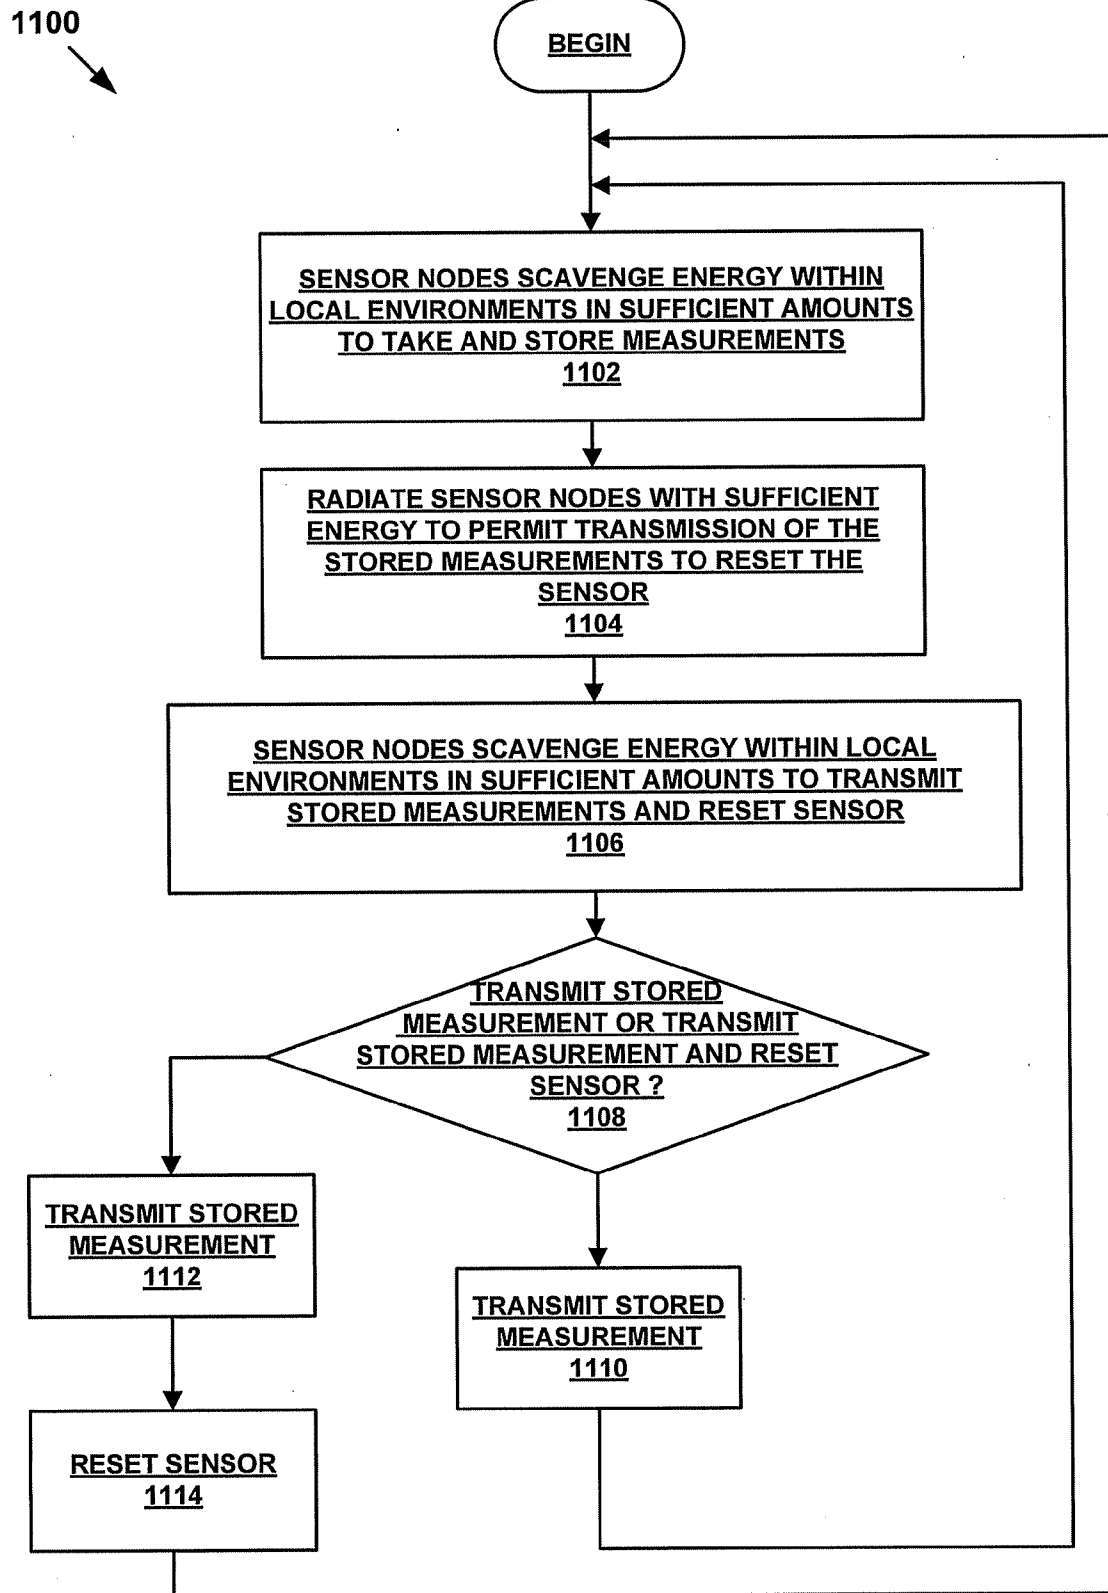 1100
BEGIN
SENSOR NODES SCAVENGE ENERGY WITHIN
LOCAL ENVIRONMENTS IN SUFFICIENT AMOUNTS
TO TAKE AND STORE MEASUREMENTS
1102
RADIATE SENSOR NODES WITH SUFFICIENT
ENERGY TO PERMIT TRANSMISSION OF THE
STORED MEASUREMENTS TO RESET THE
SENSOR
1104
SENSOR NODES SCAVENGE ENERGY WITHIN LOCAL
ENVIRONMENTS IN SUFFICIENT AMOUNTS TO TRANSMIT
STORED MEASUREMENTS AND RESET SENSOR
1106
TRANSMIT STORED
MEASUREMENT OR TRANSMIT
STORED MEASUREMENT AND RESET
SENSOR ?
1108
TRANSMIT STORED
MEASUREMENT
1112
TRANSMIT STORED
MEASUREMENT
1110
RESET SENSOR
1114